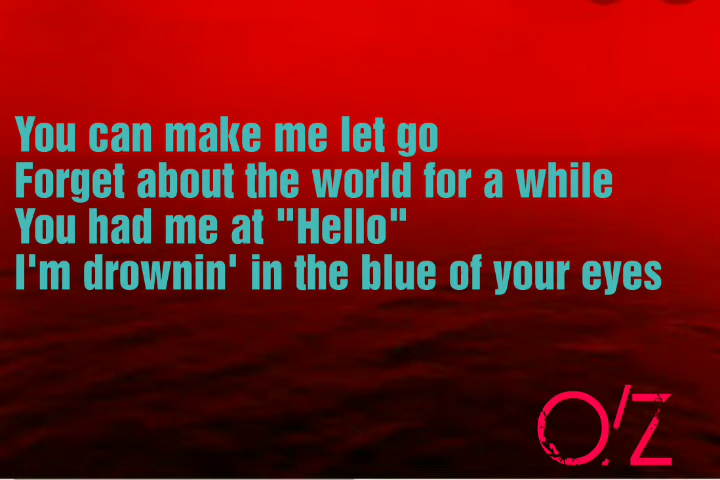 You can make me let go
Forget about the world for a while
You had me at "Hello"
I'm drownin' in the blue of your eyes
O/Z